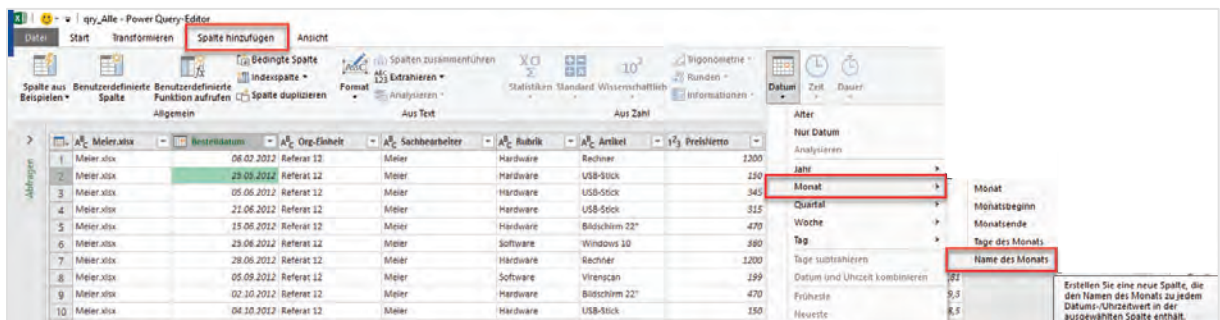 qry_Alle - Power Query-Editor
Datei Start Transformieren Spalte hinzufügen Ansicht
Spalte aus Beispielen
Benutzerdefinierte Spalte
Benutzerdefinierte Funktion aufrufen
Bedingte Spalte
Indexspalte
Spalte duplizieren
Allgemein
Format
Spalten zusammenführen
Extrahieren
Analysieren
Aus Text
Statistiken Standard Wissenschaftlich
Trigonometrie
Runden
Informationen
Aus Zahl
Datum Zeit Dauer
Abfragen
Meier.xlsx Bestelldatum Org-Einheit Sachbearbeiter Rubrik Artikel PreisNetto
1 Meier.xlsx 06.02.2012 Referat 12 Meier Hardware Rechner 1200
2 Meier.xlsx 25.05.2012 Referat 12 Meier Hardware USB-Stick 150
3 Meier.xlsx 05.06.2012 Referat 12 Meier Hardware USB-Stick 345
4 Meier.xlsx 21.06.2012 Referat 12 Meier Hardware USB-Stick 315
5 Meier.xlsx 15.06.2012 Referat 12 Meier Hardware Bildschirm 22"  470
6 Meier.xlsx 25.06.2012 Referat 12 Meier Software Windows 10 380
7 Meier.xlsx 28.06.2012 Referat 12 Meier Hardware Rechner 1200
8 Meier.xlsx 05.09.2012 Referat 12 Meier Software Virenscan 199
9 Meier.xlsx 02.10.2012 Referat 12 Meier Hardware Bildschirm 22" 470
10 Meier.xlsx 04.10.2012 Referat 12 Meier Hardware USB-Stick 150
Alter
Nur Datum
Analysieren
Jahr
Monat
Quartal
Woche
Tag
Tage subtrahieren
Datum und Uhrzeit kombinieren
Früheste
Neueste
Monat
Monatsbeginn
Monatsende
Tage des Monats
Name des Monats
Erstellen Sie eine neue Spalte, die
den Namen des Monats zu jedem
Datums-/Uhrzeitwert in der
ausgewählten Spalte enthält.